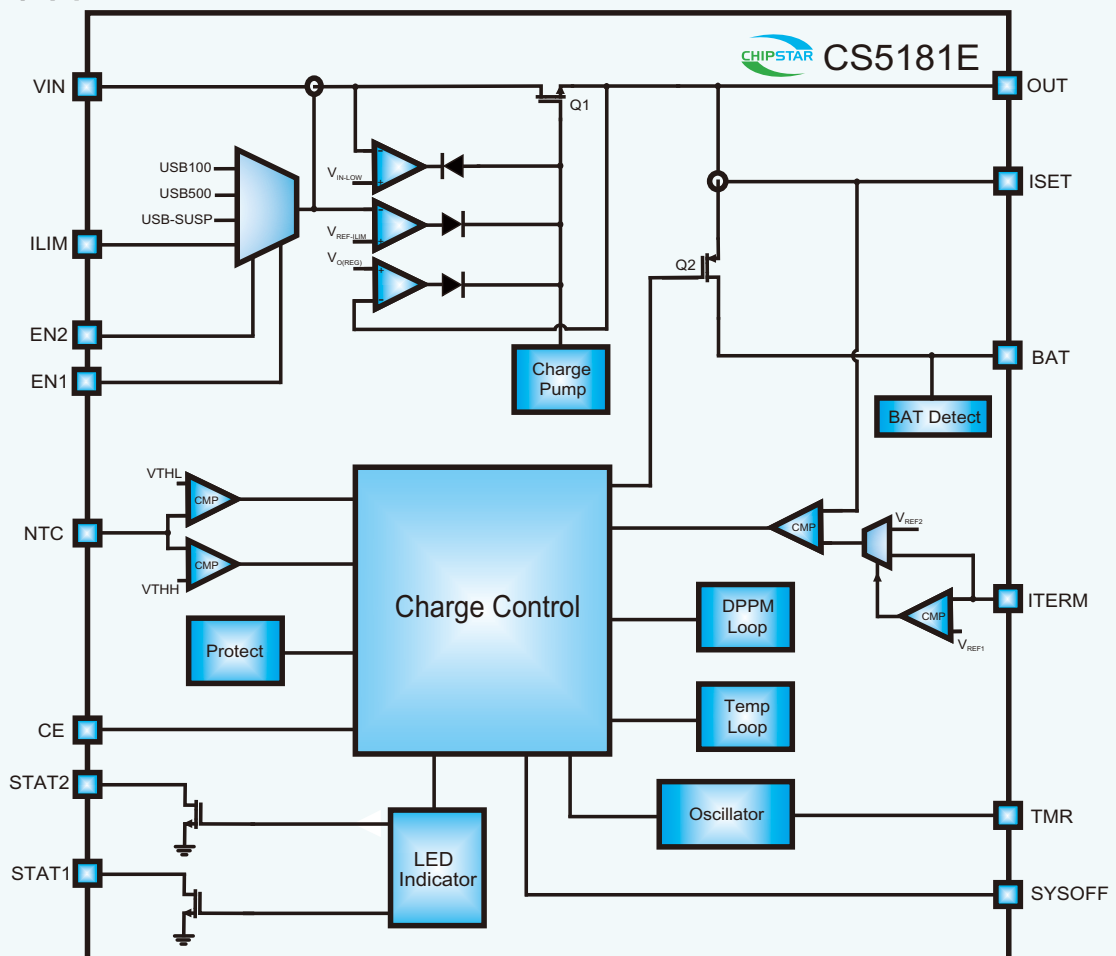 CHIPSTAR CS5181E
VIN
OUT
Q1
USB100
USB500
USB-SUSP
VIN-LOW
VREF-ILIM
VO(REG)
ISET
ILIM
Q2
EN2
EN1
Charge
Pump
BAT
BAT Detect
VTHL
CMP
NTC
CMP
VTHH
Charge Control
CMP
VREF2
ITERM
CMP
VREF1
DPPM
Loop
Protect
Temp
Loop
CE
STAT2
STAT1
LED
Indicator
Oscillator
TMR
SYSOFF